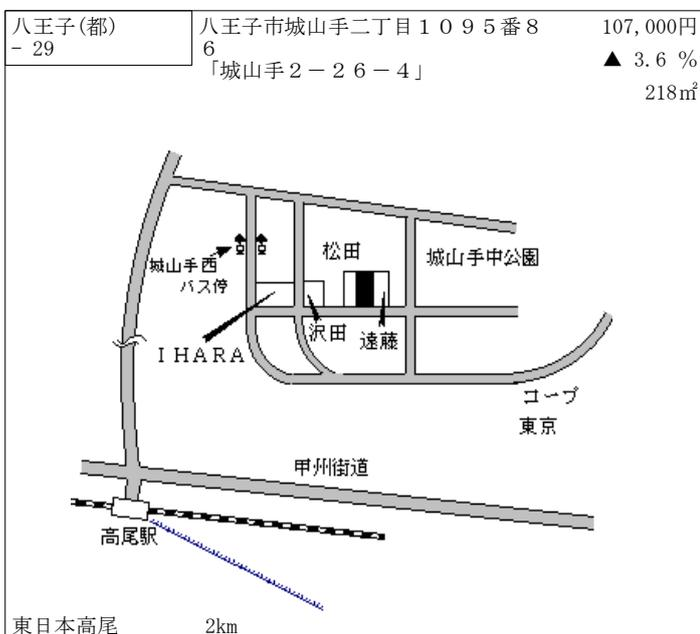 八王子(都)
－ 29
八王子市城山手二丁目１０９５番８
６
「城山手２－２６－４」
107,000円
▲ 3.6 %
218㎡
松田
城山手中公園
城山手西
バス停
沢田
遠藤
ＩＨＡＲＡ
コープ
東京
甲州街道
高尾駅
東日本高尾 2km